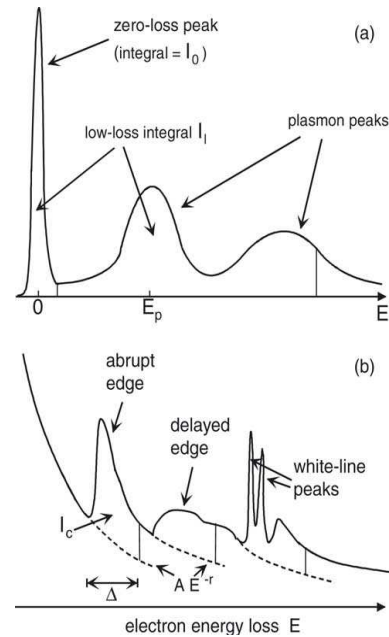 (a)
zero-loss peak
(integral = I₀)
low-loss integral Iₗ
plasmon peaks
0
Eₚ
E
(b)
abrupt
edge
delayed
edge
white-line
peaks
I꜀
A E⁻ʳ
Δ
electron energy loss E